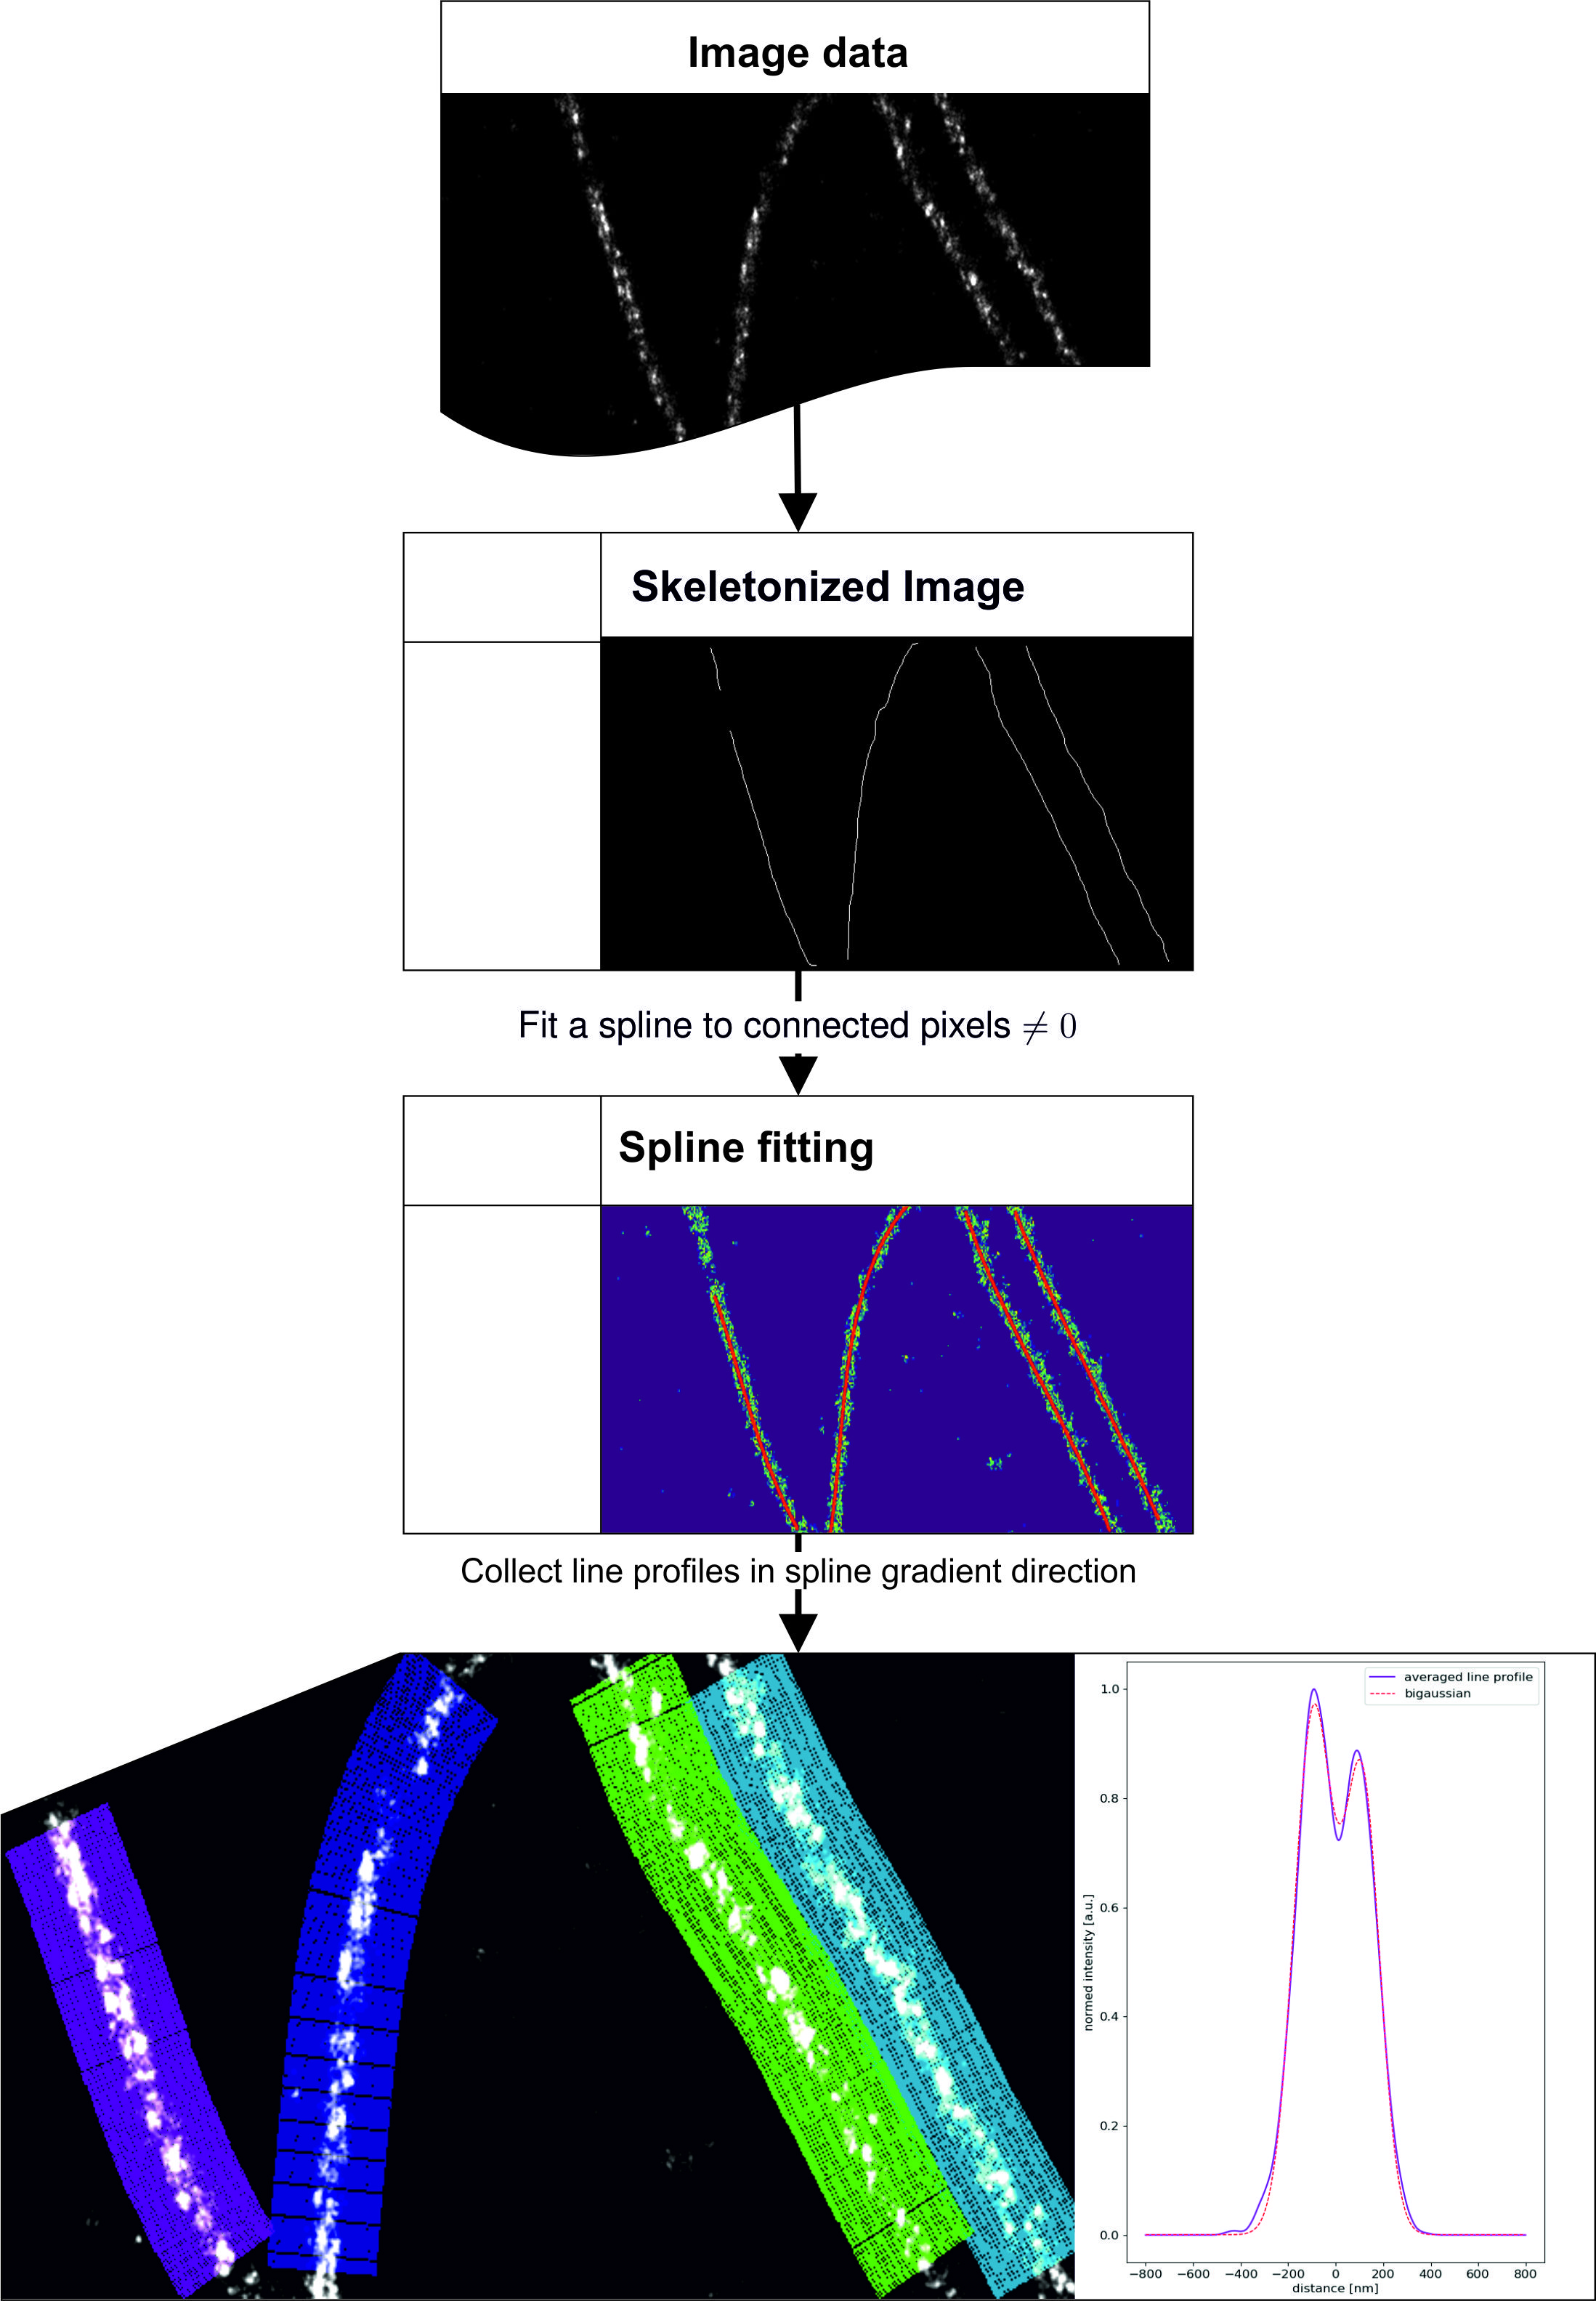 Image data
Skeletonized Image
Fit a spline to connected pixels ≠ 0
Spline fitting
Collect line profiles in spline gradient direction
averaged line profile
bigaussian
1.0
0.8
0.6
0.4
0.2
0.0
normed intensity [a.u.]
−800 −600 −400 −200 0 200 400 600 800
distance [nm]